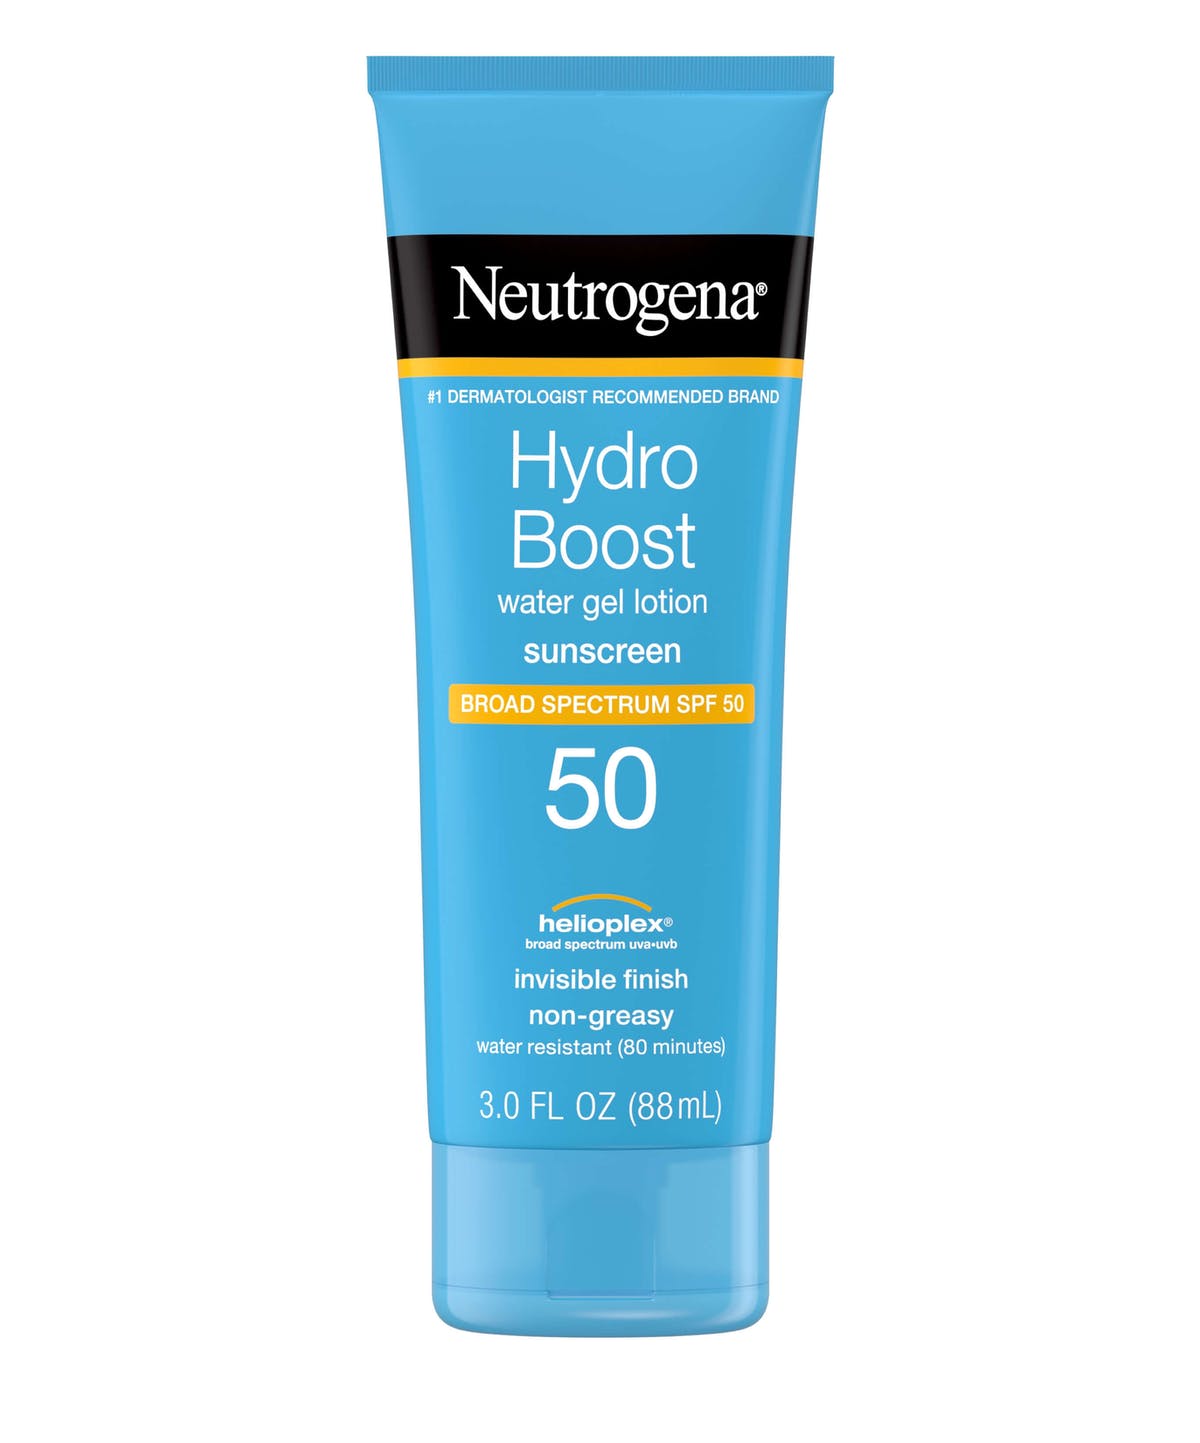 Neutrogena®
#1 DERMATOLOGIST RECOMMENDED BRAND
Hydro
Boost
water gel lotion
sunscreen
BROAD SPECTRUM SPF 50
50
helioplex®
broad spectrum uva•uvb
invisible finish
non-greasy
water resistant (80 minutes)
3.0 FL OZ (88mL)